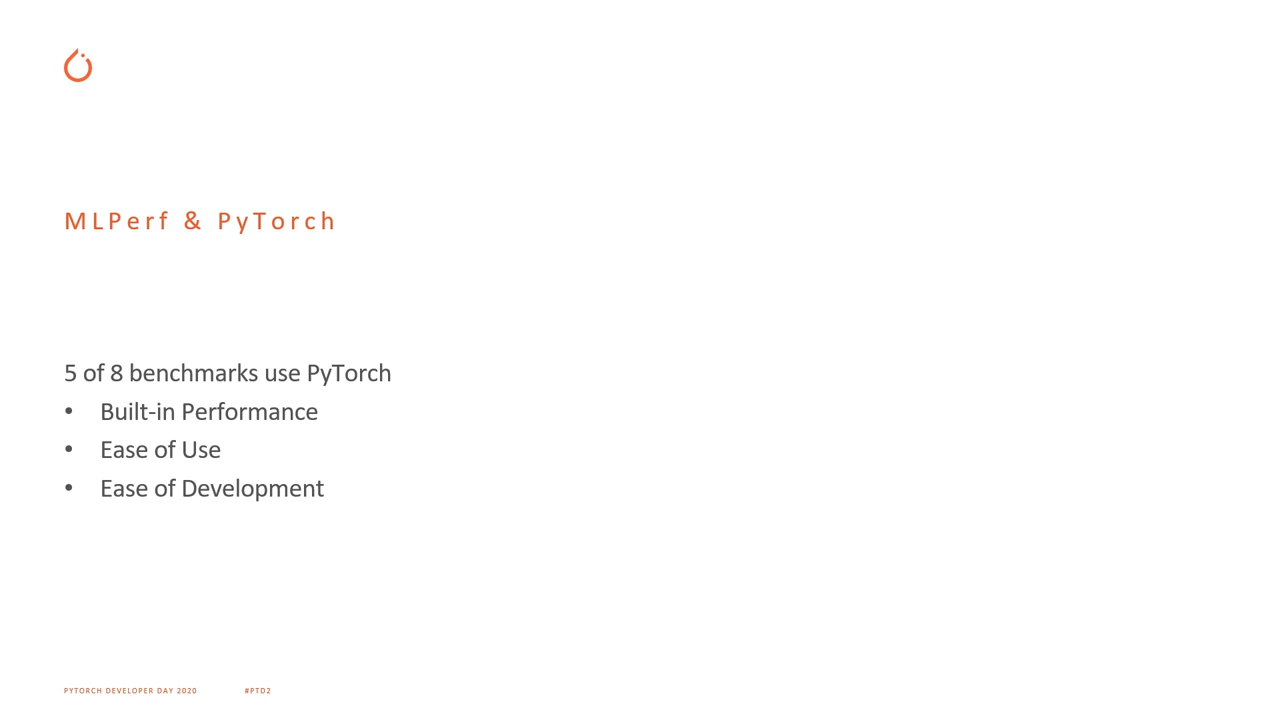 MLPerf & PyTorch
5 of 8 benchmarks use PyTorch
• Built-in Performance
• Ease of Use
• Ease of Development
PYTORCH DEVELOPER DAY 2020 #PTD2